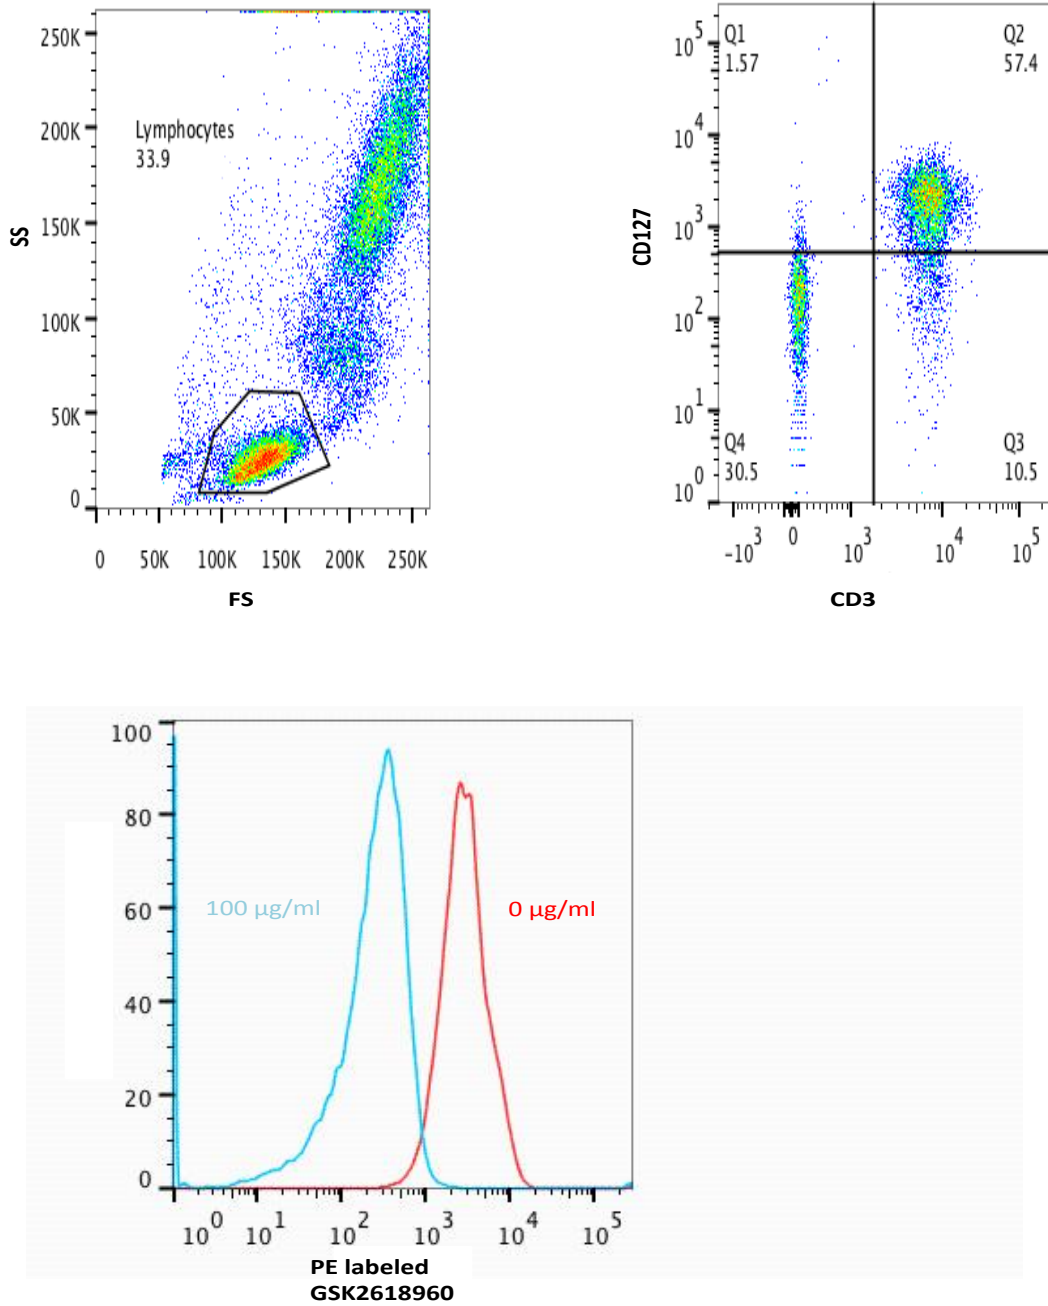 250K
200K
150K
100K
50K
0
SS
Lymphocytes
33.9
0 50K 100K 150K 200K 250K
FS
10^5
10^4
10^3
10^2
10^1
10^0
CD127
Q1
1.57
Q2
57.4
Q4
30.5
Q3
10.5
-10^3 0 10^3 10^4 10^5
CD3
100
80
60
40
20
0
100 µg/ml
0 µg/ml
10^0 10^1 10^2 10^3 10^4 10^5
PE labeled
GSK2618960